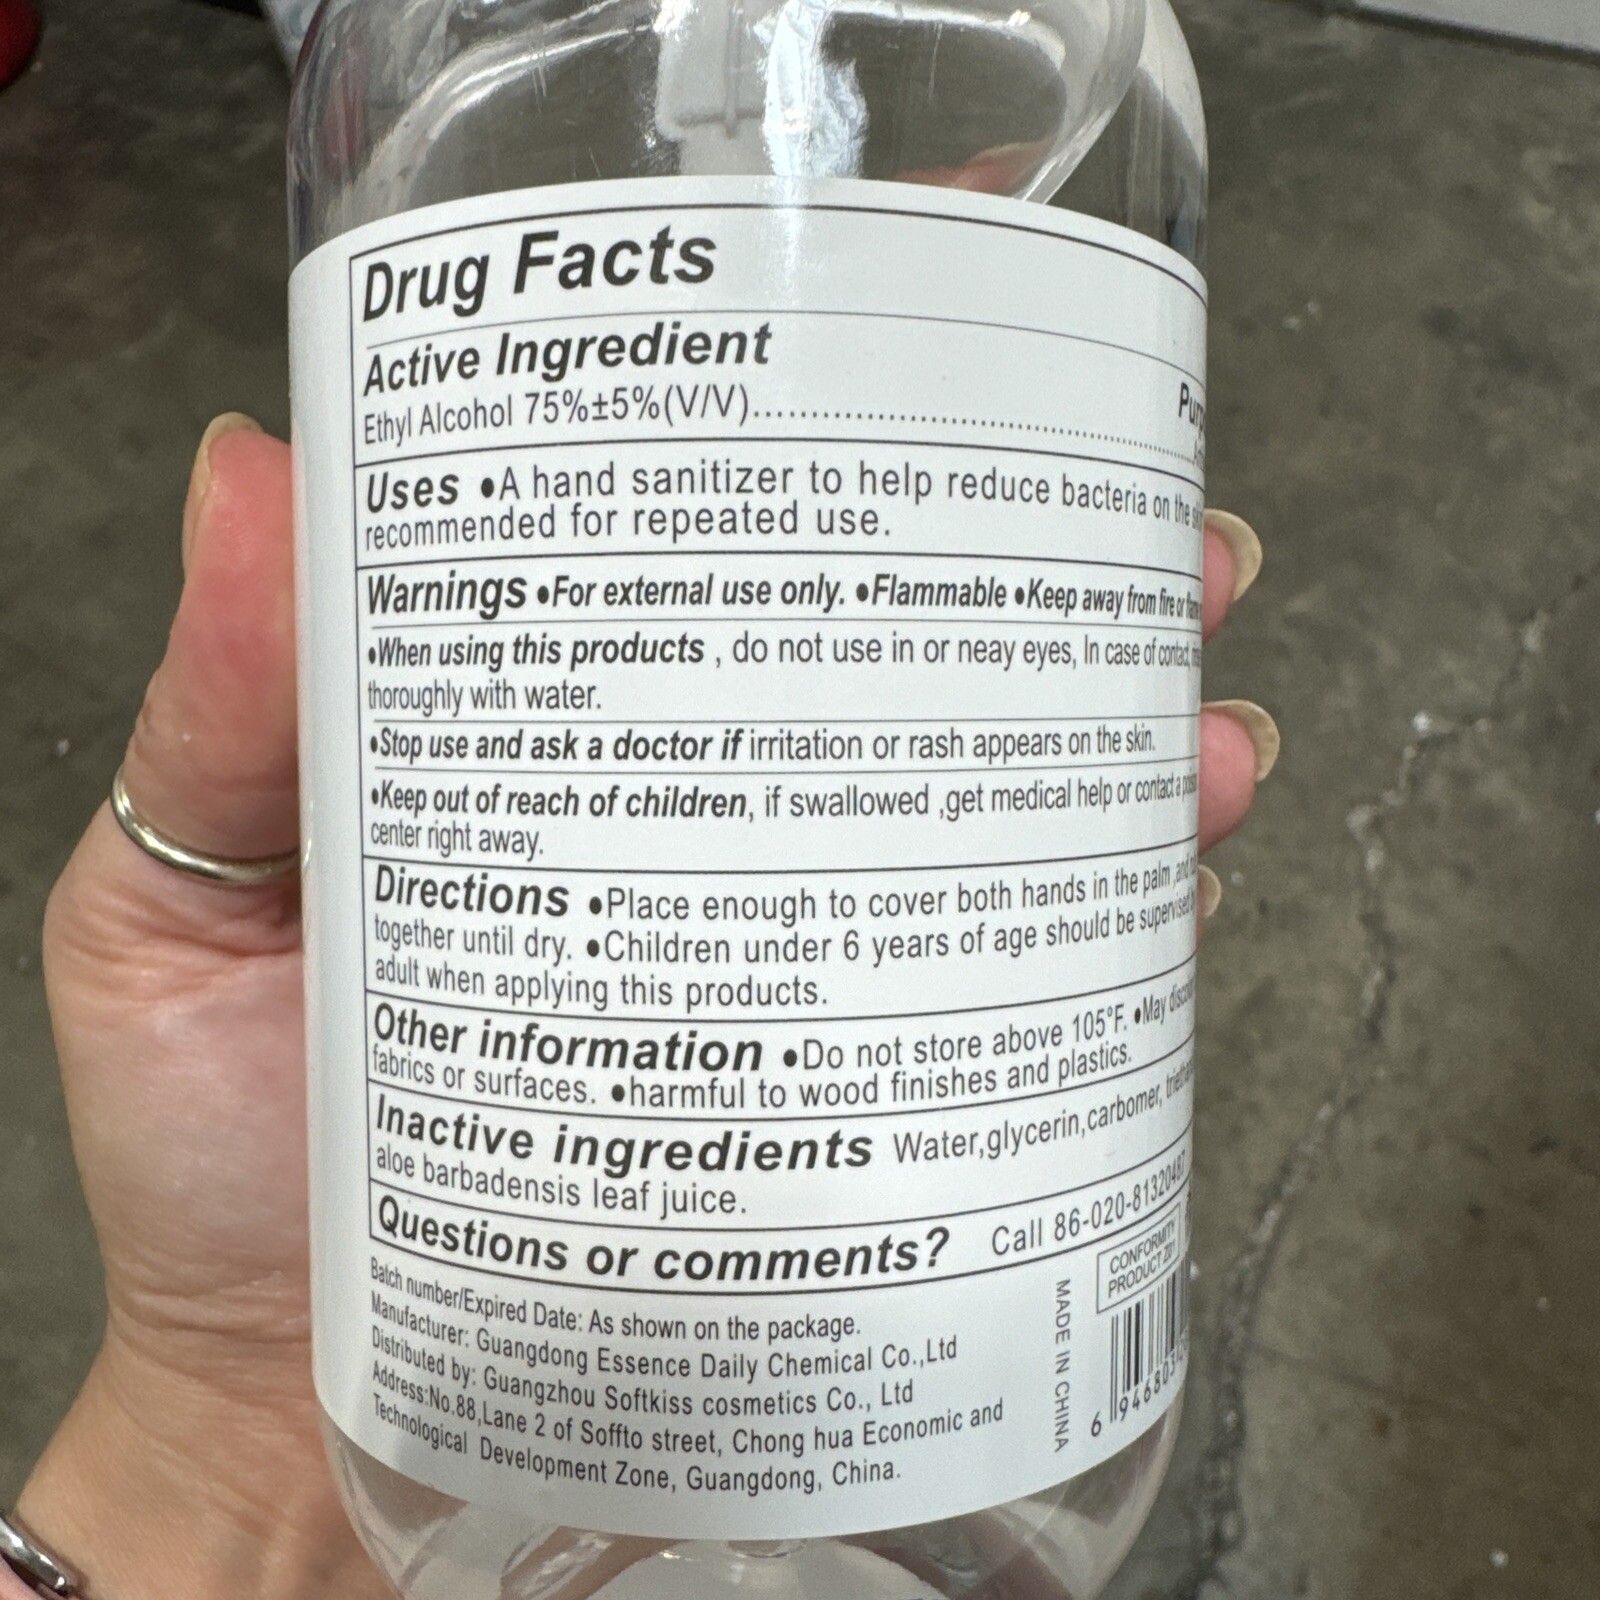 Drug Facts
Active Ingredient
Ethyl Alcohol 75%±5%(V/V)........................................
Uses •A hand sanitizer to help reduce bacteria on the
recommended for repeated use.
Warnings •For external use only. •Flammable •Keep away from fire or
•When using this products , do not use in or neay eyes, In case of contact,
thoroughly with water.
•Stop use and ask a doctor if irritation or rash appears on the skin.
•Keep out of reach of children, if swallowed ,get medical help or contact a
center right away.
Directions •Place enough to cover both hands in the palm ,and
together until dry. •Children under 6 years of age should be supervised
adult when applying this products.
Other information •Do not store above 105°F. •May
fabrics or surfaces. •harmful to wood finishes and plastics.
Inactive ingredients Water,glycerin,carbomer,
aloe barbadensis leaf juice.
Questions or comments? Call 86-020-81320487
Batch number/Expired Date: As shown on the package.
Manufacturer: Guangdong Essence Daily Chemical Co.,Ltd
Distributed by: Guangzhou Softkiss cosmetics Co., Ltd
Address:No.88,Lane 2 of Soffto street, Chong hua Economic and
Technological Development Zone, Guangdong, China.
MADE IN CHINA
CONFORMITY
PRODUCT